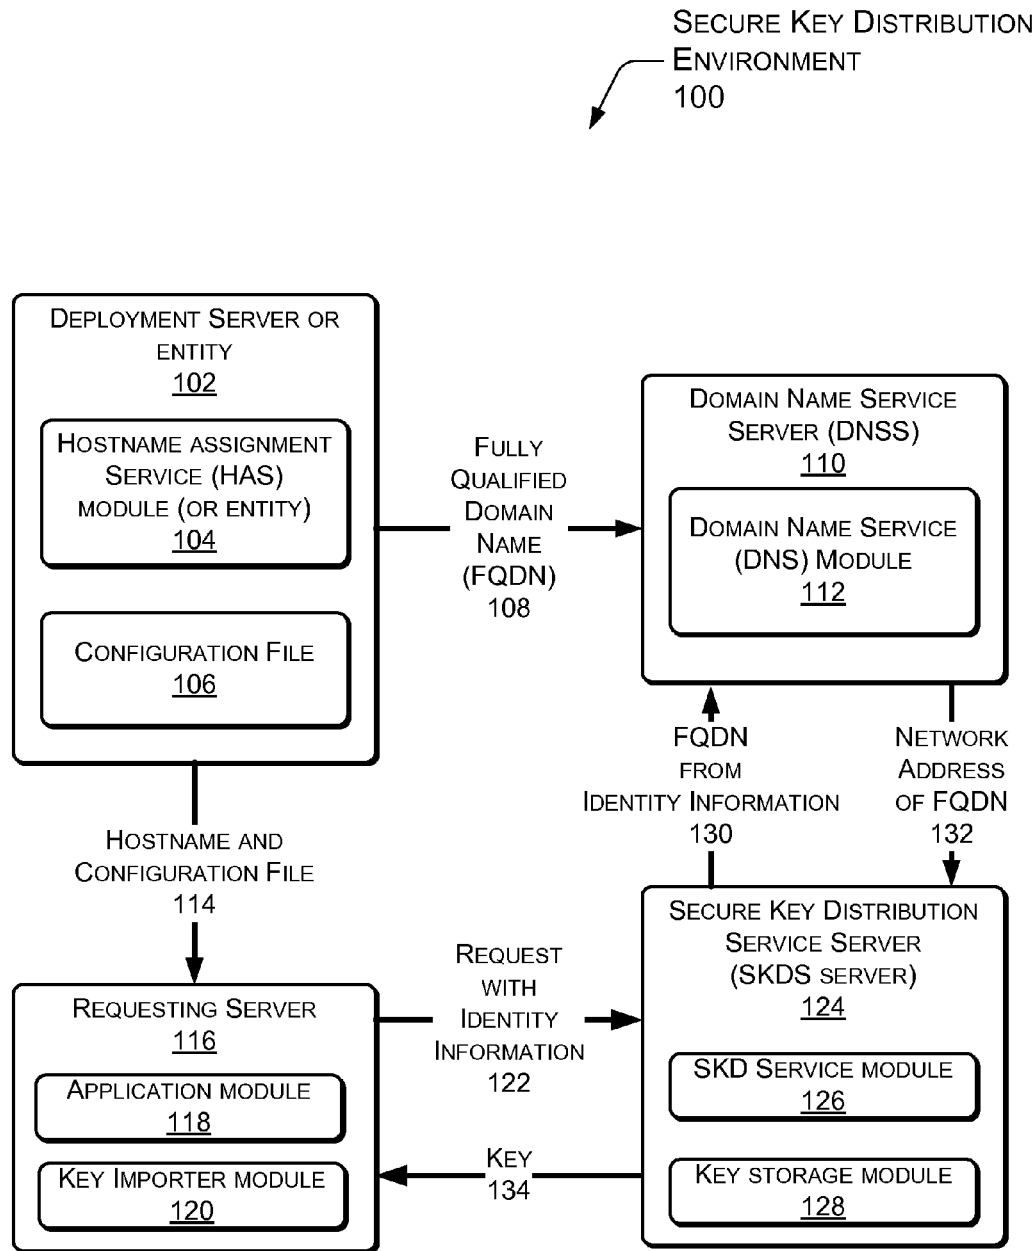 SECURE KEY DISTRIBUTION
ENVIRONMENT
100
DEPLOYMENT SERVER OR
ENTITY
102
HOSTNAME ASSIGNMENT
SERVICE (HAS)
MODULE (OR ENTITY)
104
CONFIGURATION FILE
106
FULLY
QUALIFIED
DOMAIN
NAME
(FQDN)
108
DOMAIN NAME SERVICE
SERVER (DNSS)
110
DOMAIN NAME SERVICE
(DNS) MODULE
112
HOSTNAME AND
CONFIGURATION FILE
114
FQDN
FROM
IDENTITY INFORMATION
130
NETWORK
ADDRESS
OF FQDN
132
REQUESTING SERVER
116
APPLICATION MODULE
118
KEY IMPORTER MODULE
120
REQUEST
WITH
IDENTITY
INFORMATION
122
KEY
134
SECURE KEY DISTRIBUTION
SERVICE SERVER
(SKDS SERVER)
124
SKD SERVICE MODULE
126
KEY STORAGE MODULE
128